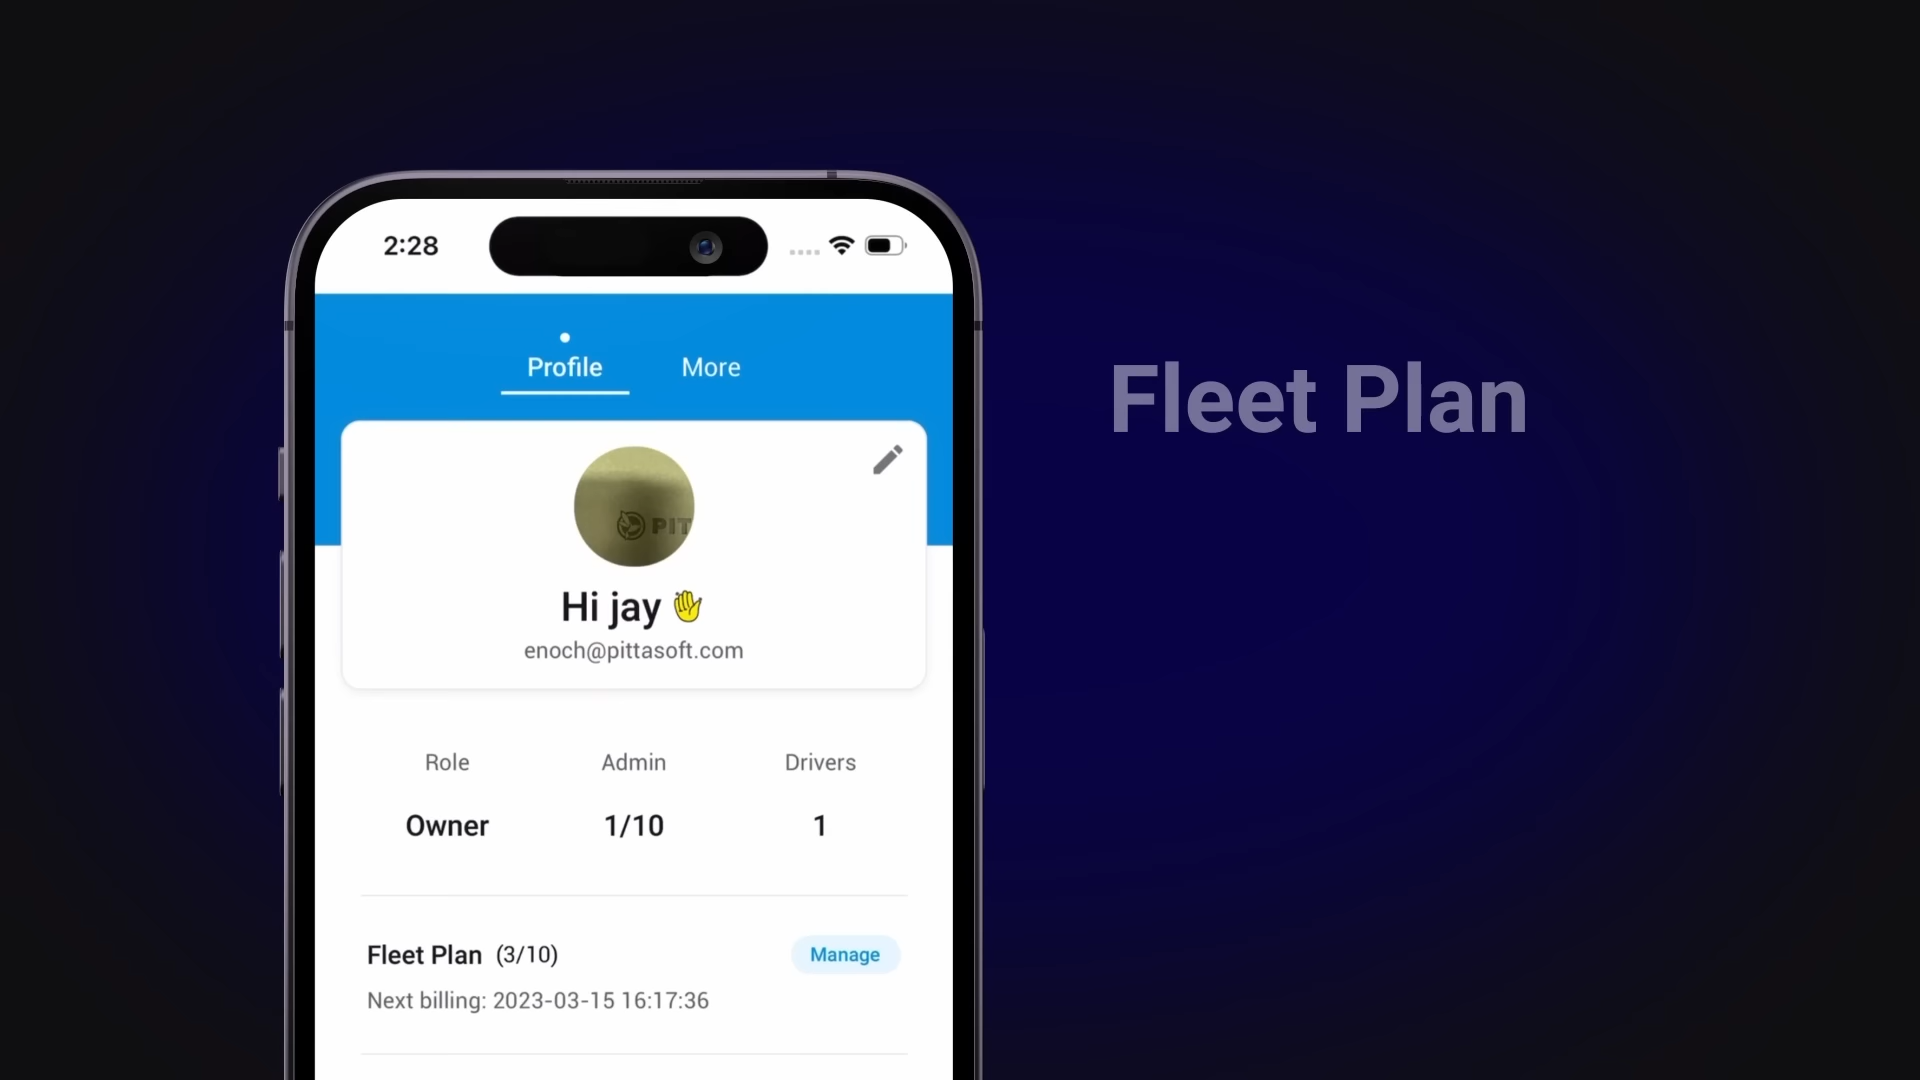 2:28
Profile More
Fleet Plan
PIT
Hi jay 👋
enoch@pittasoft.com
Role Admin Drivers
Owner 1/10 1
Fleet Plan (3/10) Manage
Next billing: 2023-03-15 16:17:36